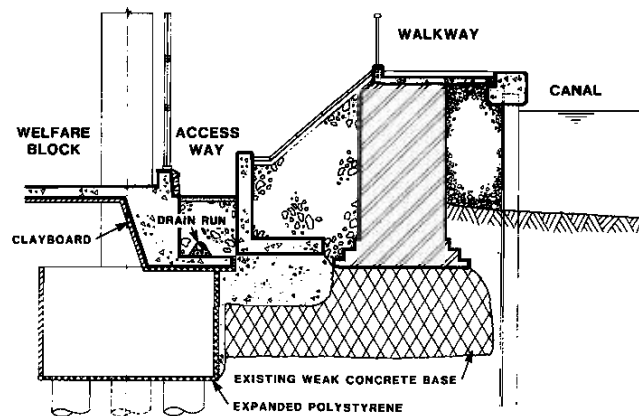 WALKWAY
CANAL
WELFARE
BLOCK
ACCESS
WAY
DRAIN RUN
CLAYBOARD
EXISTING WEAK CONCRETE BASE
EXPANDED POLYSTYRENE